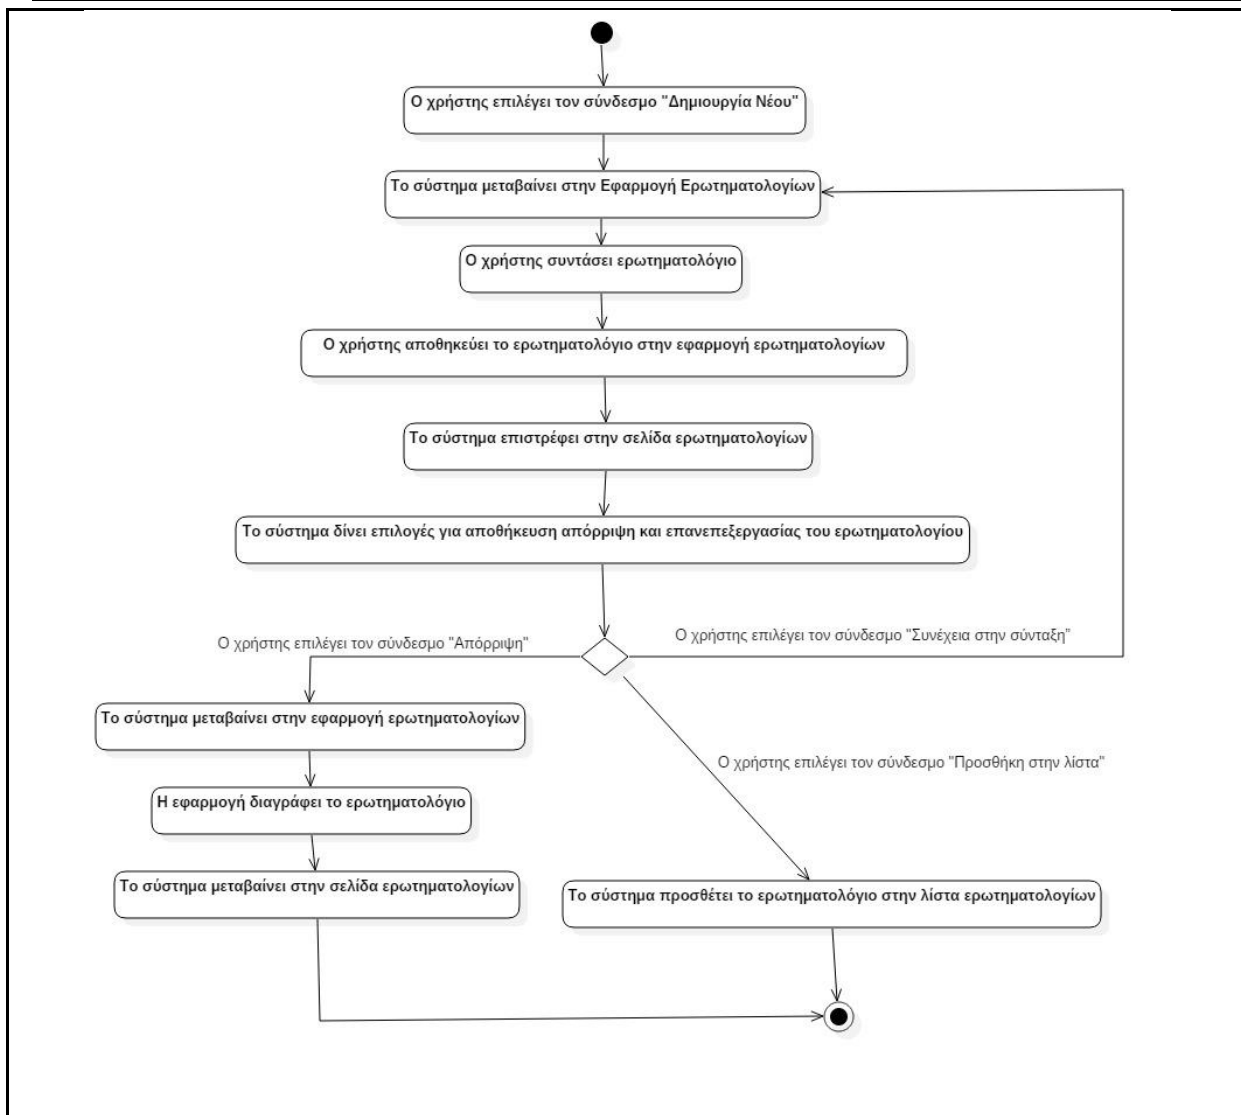 Ο χρήστης επιλέγει τον σύνδεσμο "Δημιουργία Νέου"
Το σύστημα μεταβαίνει στην Εφαρμογή Ερωτηματολογίων
Ο χρήστης συντάσει ερωτηματολόγιο
Ο χρήστης αποθηκεύει το ερωτηματολόγιο στην εφαρμογή ερωτηματολογίων
Το σύστημα επιστρέφει στην σελίδα ερωτηματολογίων
Το σύστημα δίνει επιλογές για αποθήκευση απόρριψη και επανεπεξεργασίας του ερωτηματολογίου
Ο χρήστης επιλέγει τον σύνδεσμο "Απόρριψη"
Ο χρήστης επιλέγει τον σύνδεσμο "Συνέχεια στην σύνταξη"
Το σύστημα μεταβαίνει στην εφαρμογή ερωτηματολογίων
Ο χρήστης επιλέγει τον σύνδεσμο "Προσθήκη στην λίστα"
Η εφαρμογή διαγράφει το ερωτηματολόγιο
Το σύστημα μεταβαίνει στην σελίδα ερωτηματολογίων
Το σύστημα προσθέτει το ερωτηματολόγιο στην λίστα ερωτηματολογίων